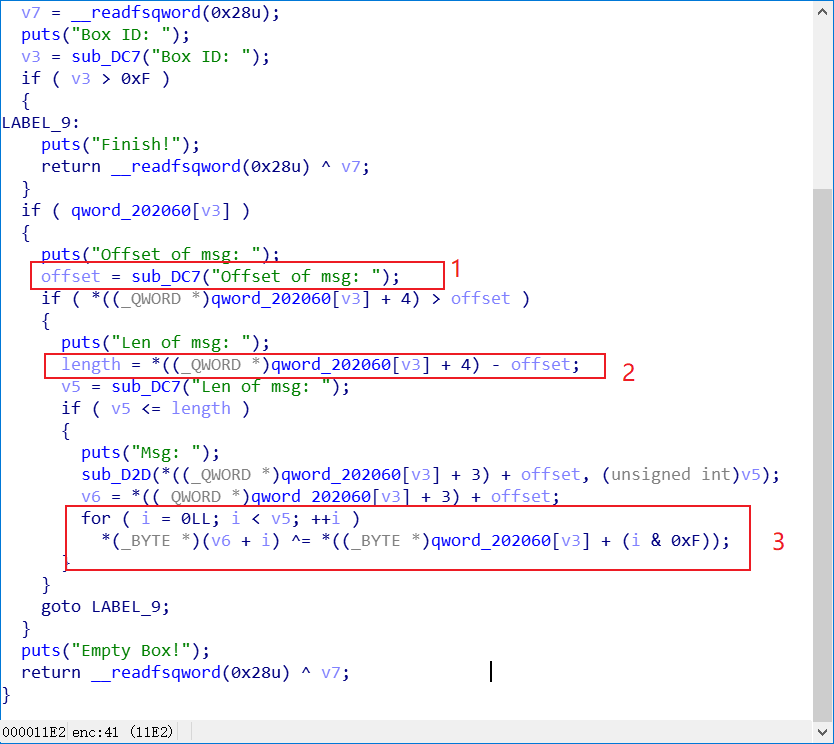 v7 = __readfsqword(0x28u);
puts("Box ID: ");
v3 = sub_DC7("Box ID: ");
if ( v3 > 0xF )
{
LABEL_9:
puts("Finish!");
return __readfsqword(0x28u) ^ v7;
}
if ( qword_202060[v3] )
{
puts("Offset of msg: ");
offset = sub_DC7("Offset of msg: "); 1
if ( *((_QWORD *)qword_202060[v3] + 4) > offset )
{
puts("Len of msg: ");
length = *((_QWORD *)qword_202060[v3] + 4) - offset; 2
v5 = sub_DC7("Len of msg: ");
if ( v5 <= length )
{
puts("Msg: ");
sub_D2D(*((_QWORD *)qword_202060[v3] + 3) + offset, (unsigned int)v5);
v6 = *((_QWORD *)qword_202060[v3] + 3) + offset;
for ( i = 0LL; i < v5; ++i )
*(_BYTE *)(v6 + i) ^= *((_BYTE *)qword_202060[v3] + (i & 0xF)); 3
}
}
goto LABEL_9;
}
puts("Empty Box!");
return __readfsqword(0x28u) ^ v7;
}
000011E2 enc:41 (11E2)